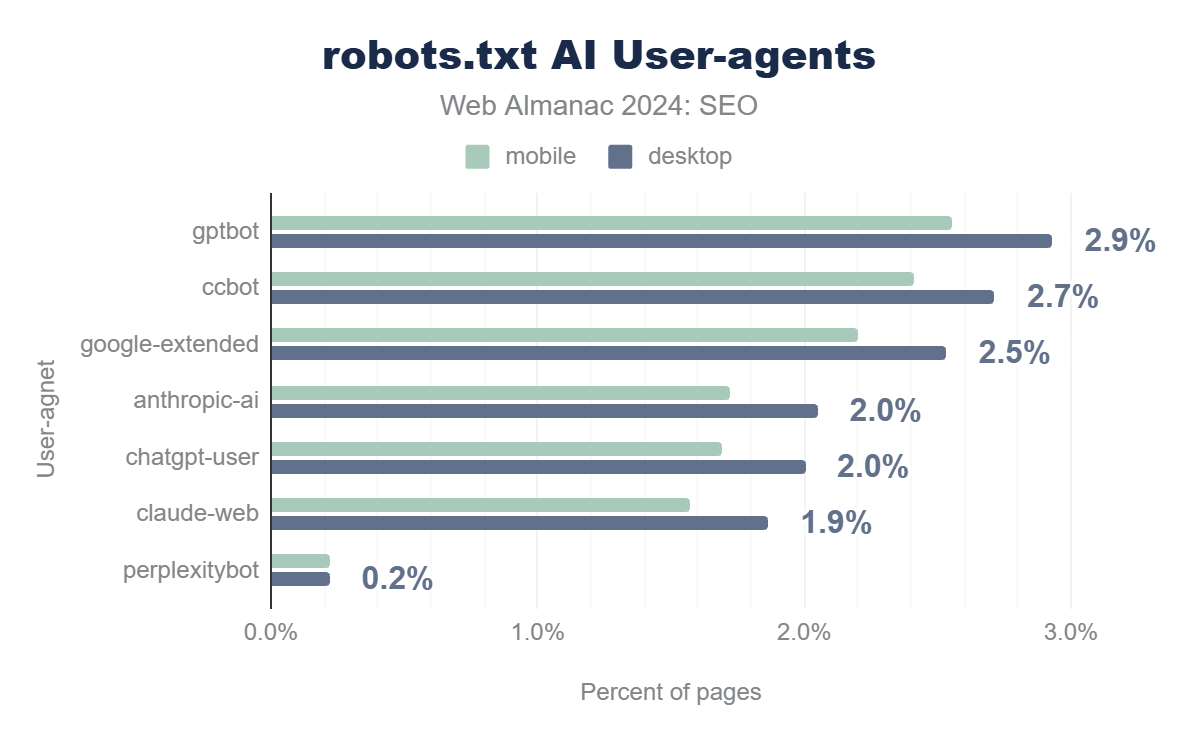 robots.txt AI User-agents
Web Almanac 2024: SEO
mobile
desktop
User-agnet
gptbot
2.9%
ccbot
2.7%
google-extended
2.5%
anthropic-ai
2.0%
chatgpt-user
2.0%
claude-web
1.9%
perplexitybot
0.2%
0.0%
1.0%
2.0%
3.0%
Percent of pages